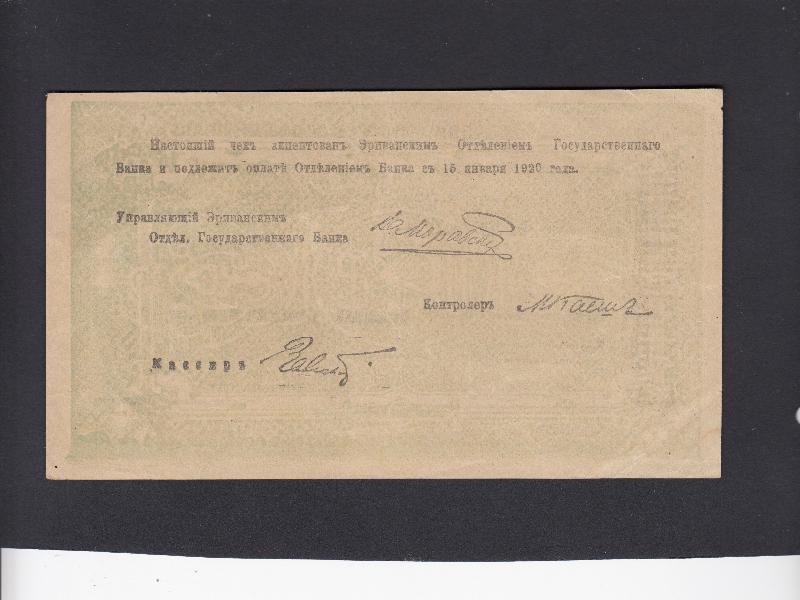 Настоящій чекъ акцептован Эриванскимъ Отдѣленіемъ Государственнаго
Банка и подлежитъ оплатѣ Отдѣленіемъ Банка съ 15 января 1920 года.
Управляющій Эриванскимъ
Отдѣл. Государственнаго Банка
Контролеръ
Кассиръ